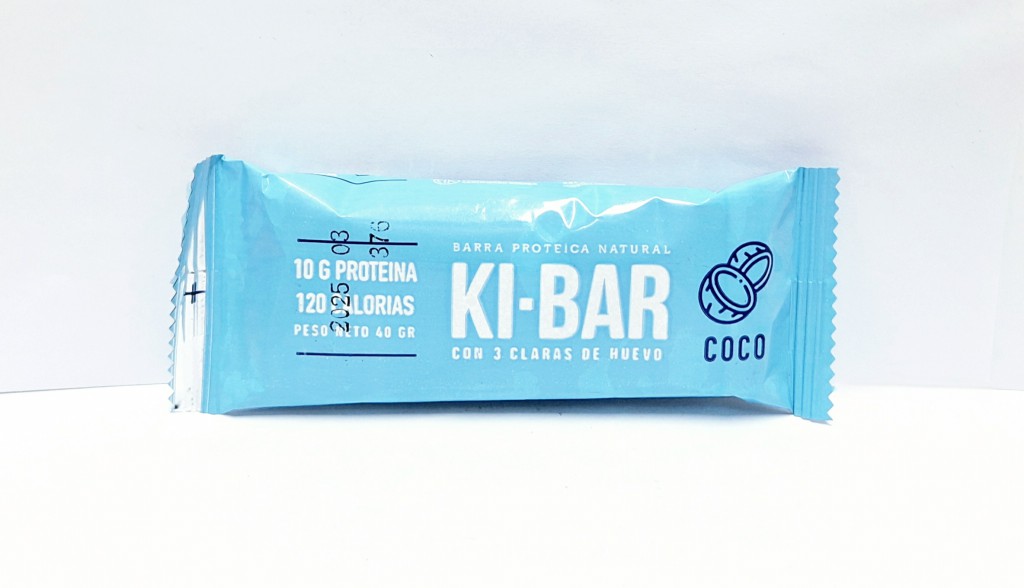 BARRA PROTEICA NATURAL
KI-BAR
CON 3 CLARAS DE HUEVO
10 G PROTEINA
120 CALORIAS
PESO NETO 40 GR
2025 03
376
COCO